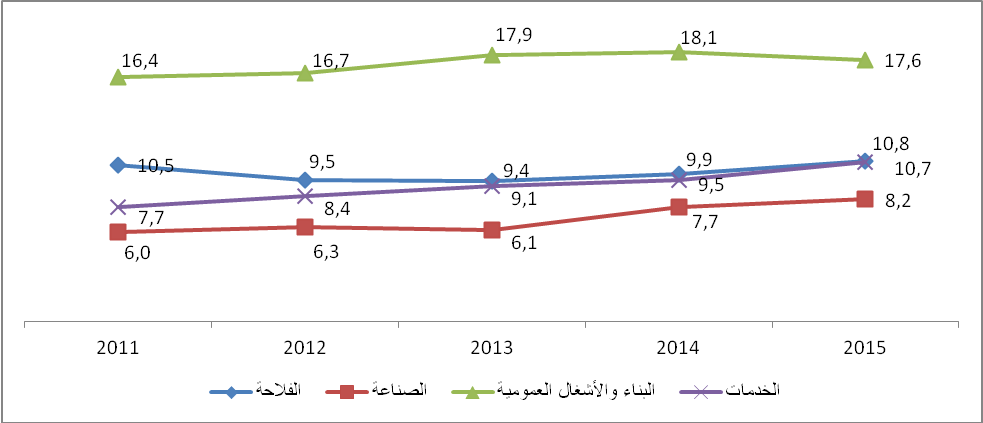 16,4 16,7 17,9 18,1 17,6
10,5 9,5 9,4 9,9 10,8
7,7 8,4 9,1 9,5 10,7
6,0 6,3 6,1 7,7 8,2
2011 2012 2013 2014 2015
الفلاحة الصناعة البناء والأشغال العمومية الخدمات